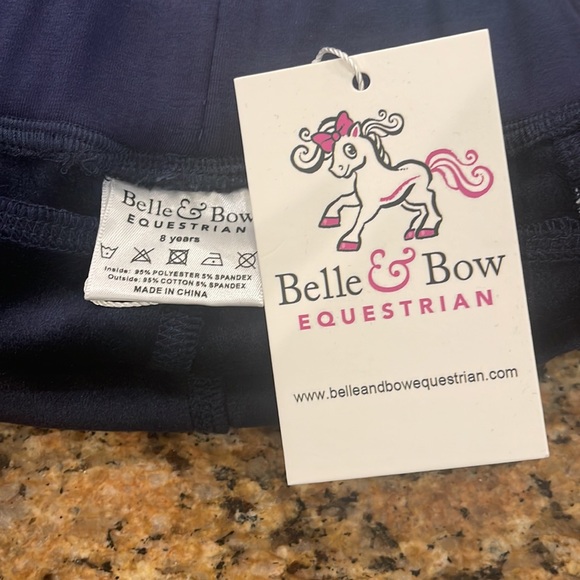 Belle & Bow
EQUESTRIAN
8 years
Inside: 95% POLYESTER 5% SPANDEX
Outside: 95% COTTON 5% SPANDEX
MADE IN CHINA
Belle & Bow
EQUESTRIAN
www.belleandbowequestrian.com